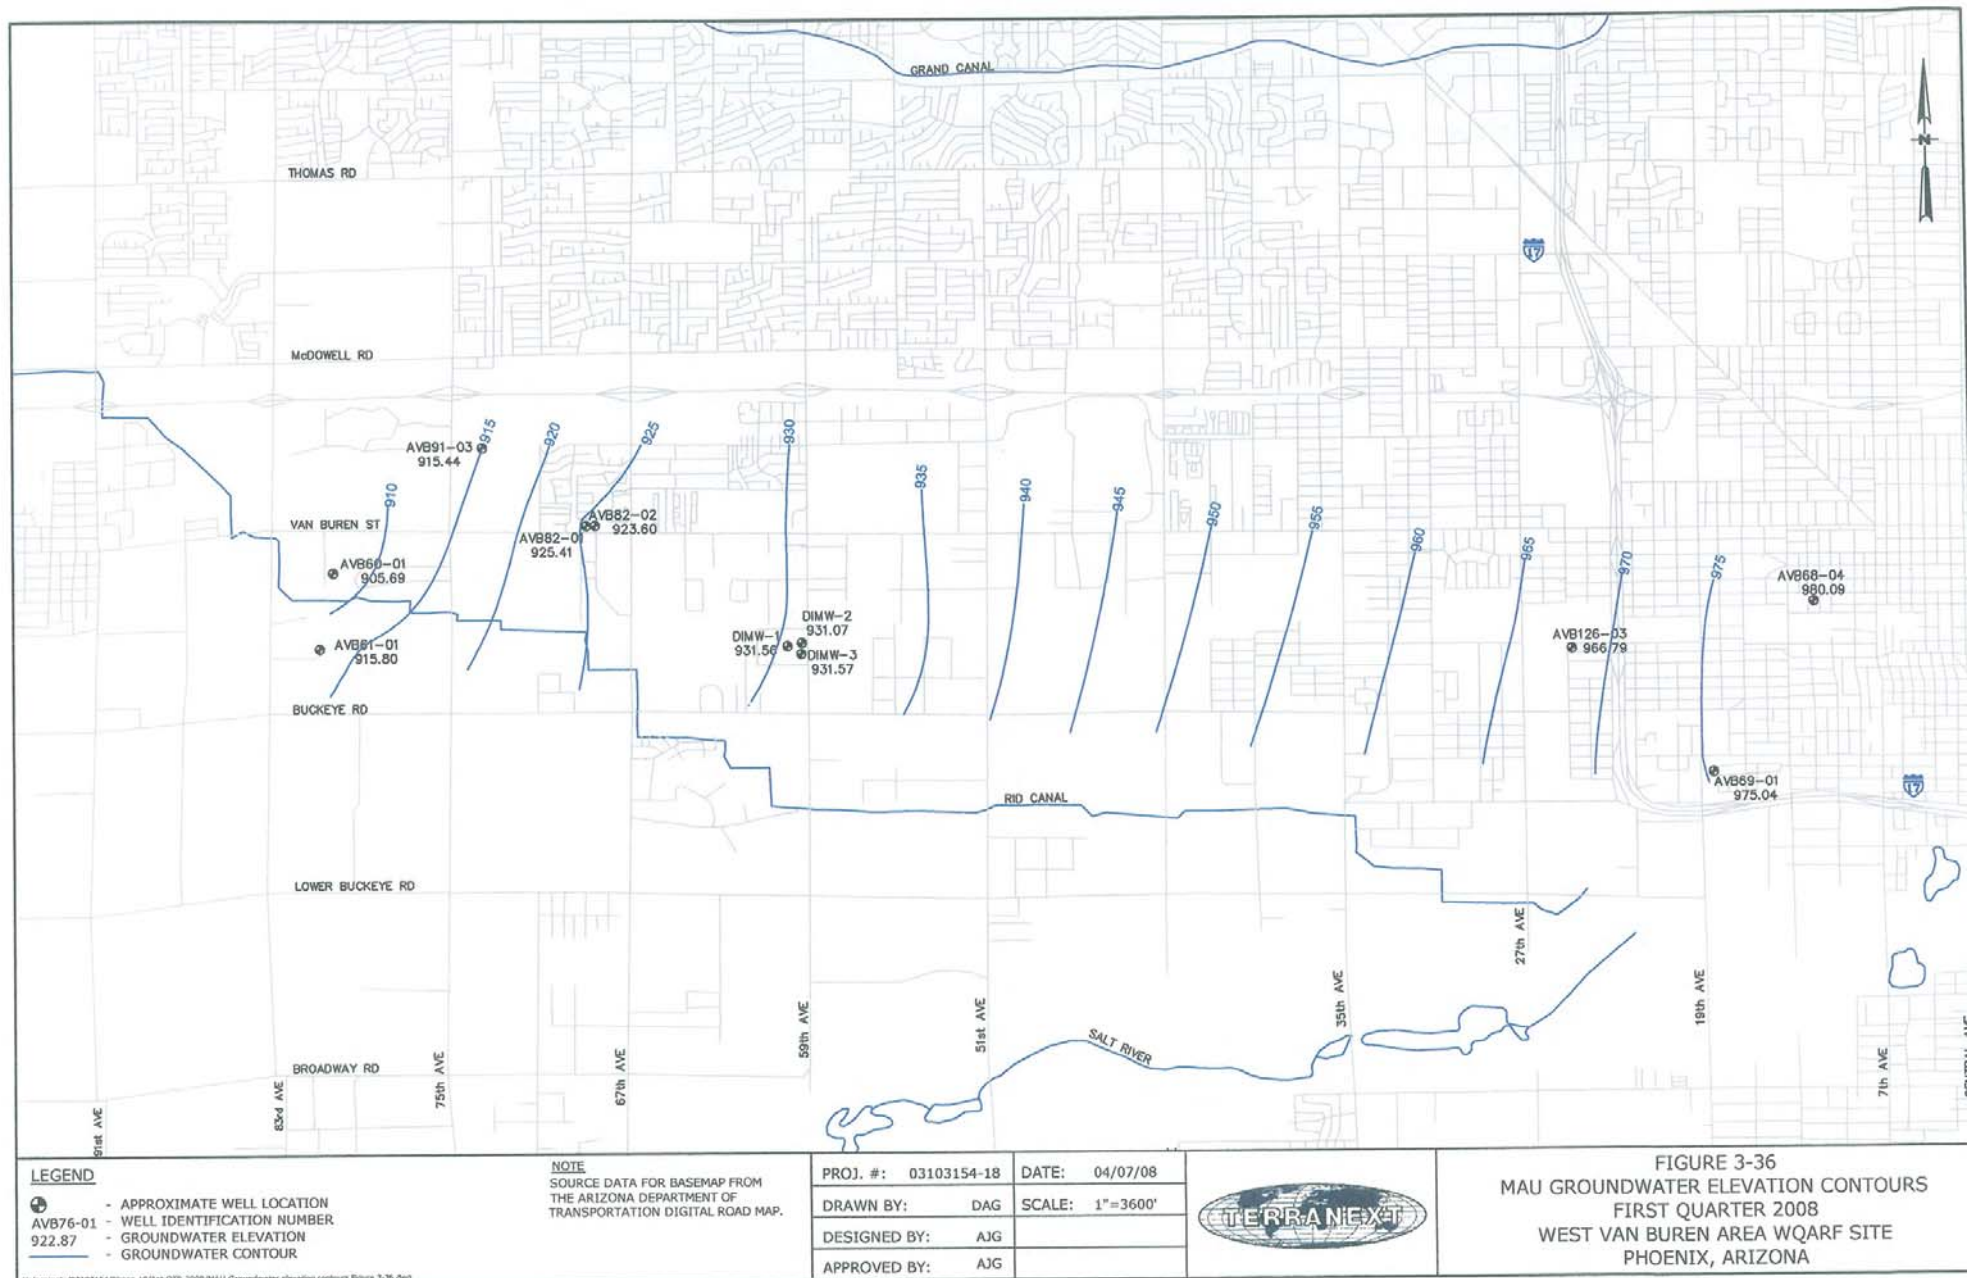 GRAND CANAL
THOMAS RD
17
N
McDOWELL RD
AVB91-03
915.44
915
920
925
930
910
935
940
945
950
955
960
965
970
975
VAN BUREN ST
AVB82-02
923.60
AVB82-01
925.41
AVB60-01
905.69
AVB68-04
980.09
DIMW-2
931.07
DIMW-1
931.56
DIMW-3
931.57
AVB126-03
966.79
AVB61-01
915.80
BUCKEYE RD
AVB69-01
975.04
17
RID CANAL
LOWER BUCKEYE RD
27th AVE
35th AVE
19th AVE
59th AVE
51st AVE
SALT RIVER
BROADWAY RD
75th AVE
67th AVE
83rd AVE
91st AVE
7th AVE
LEGEND
- APPROXIMATE WELL LOCATION
AVB76-01 - WELL IDENTIFICATION NUMBER
922.87 - GROUNDWATER ELEVATION
- GROUNDWATER CONTOUR
NOTE
SOURCE DATA FOR BASEMAP FROM
THE ARIZONA DEPARTMENT OF
TRANSPORTATION DIGITAL ROAD MAP.
PROJ. #: 03103154-18 DATE: 04/07/08
DRAWN BY: DAG SCALE: 1"=3600'
DESIGNED BY: AJG
APPROVED BY: AJG
TERRANEXT
FIGURE 3-36
MAU GROUNDWATER ELEVATION CONTOURS
FIRST QUARTER 2008
WEST VAN BUREN AREA WQARF SITE
PHOENIX, ARIZONA